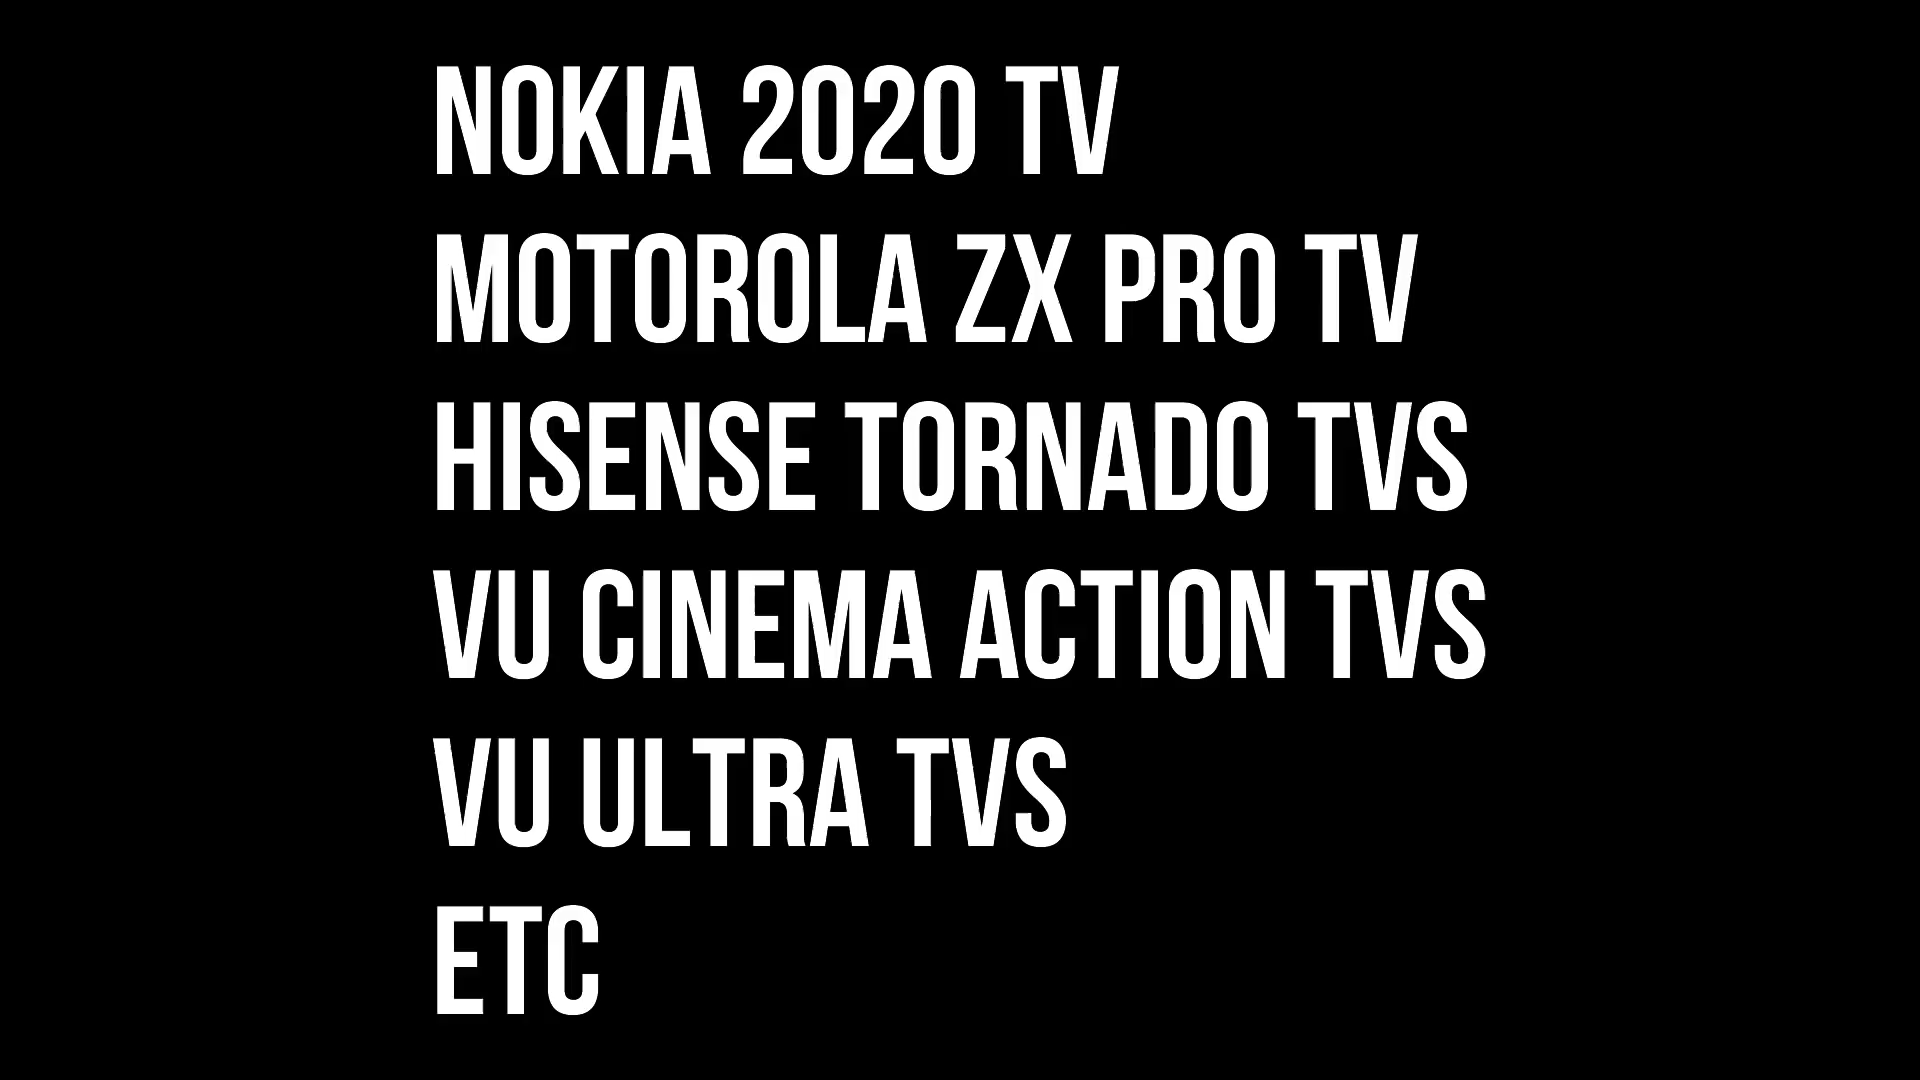 NOKIA 2020 TV
MOTOROLA ZX PRO TV
HISENSE TORNADO TVS
VU CINEMA ACTION TVS
VU ULTRA TVS
ETC